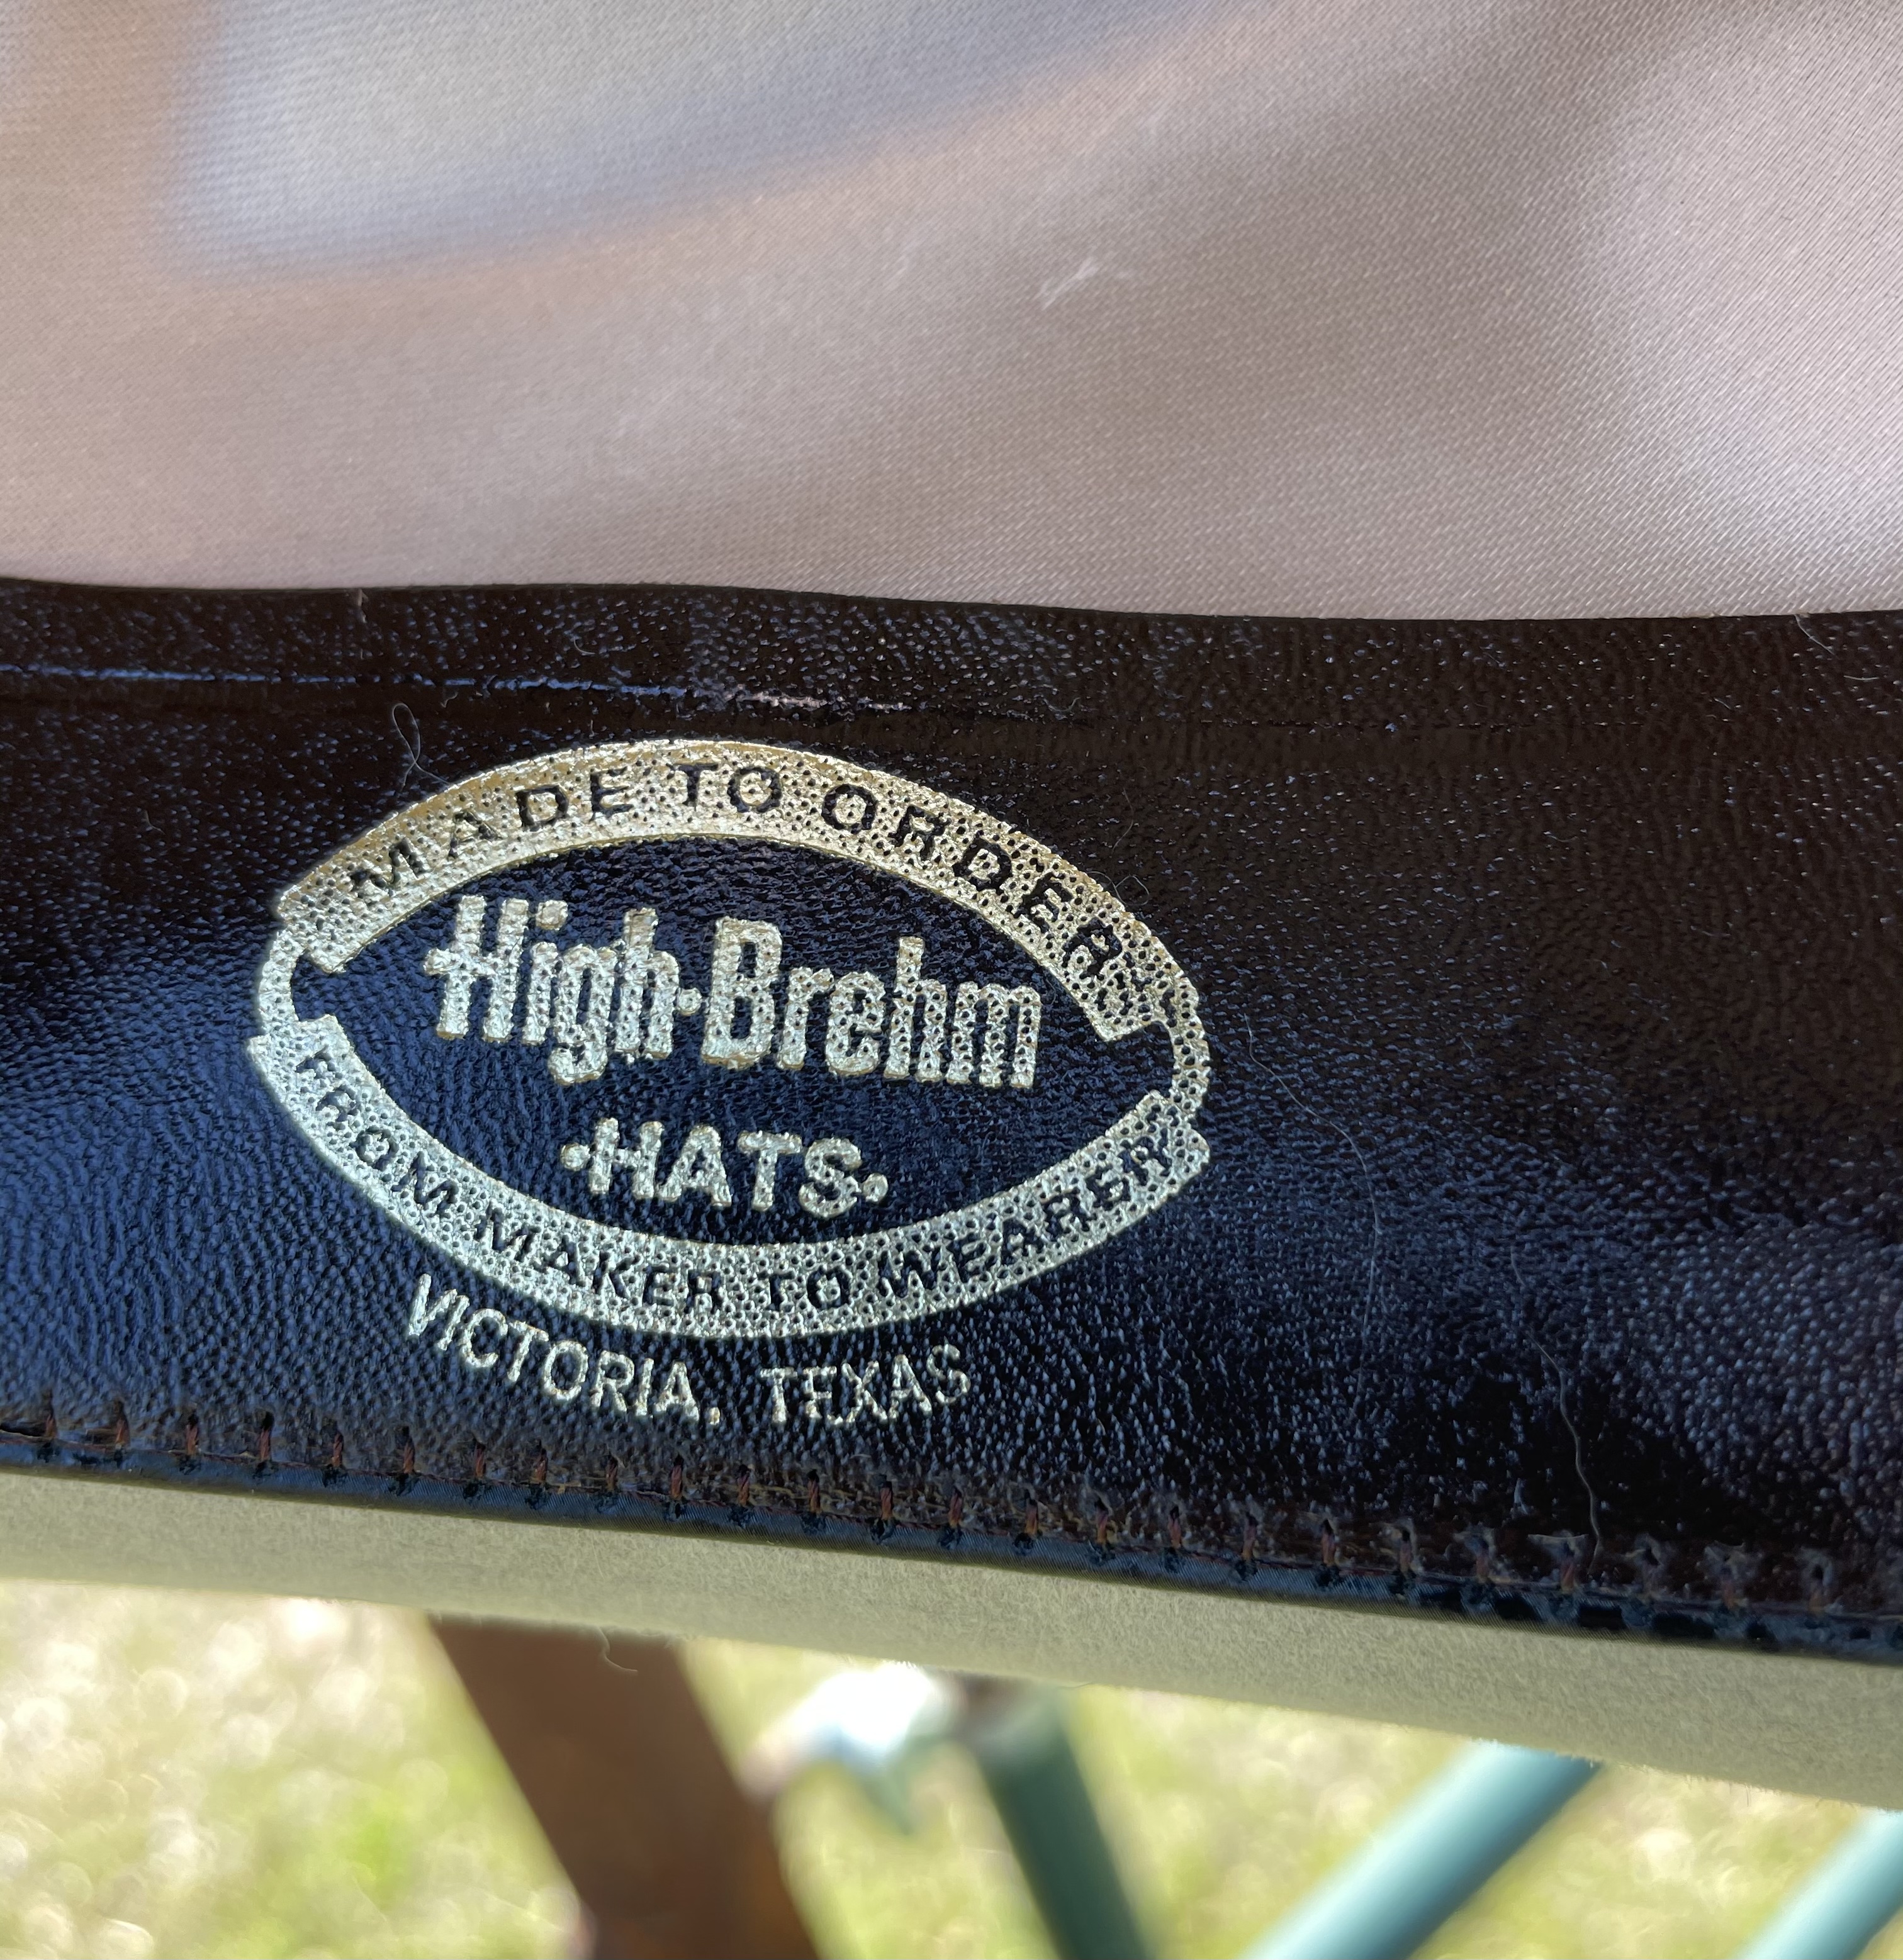 MADE TO ORDER
High·Brehm
·HATS·
FROM MAKER TO WEARER
VICTORIA, TEXAS